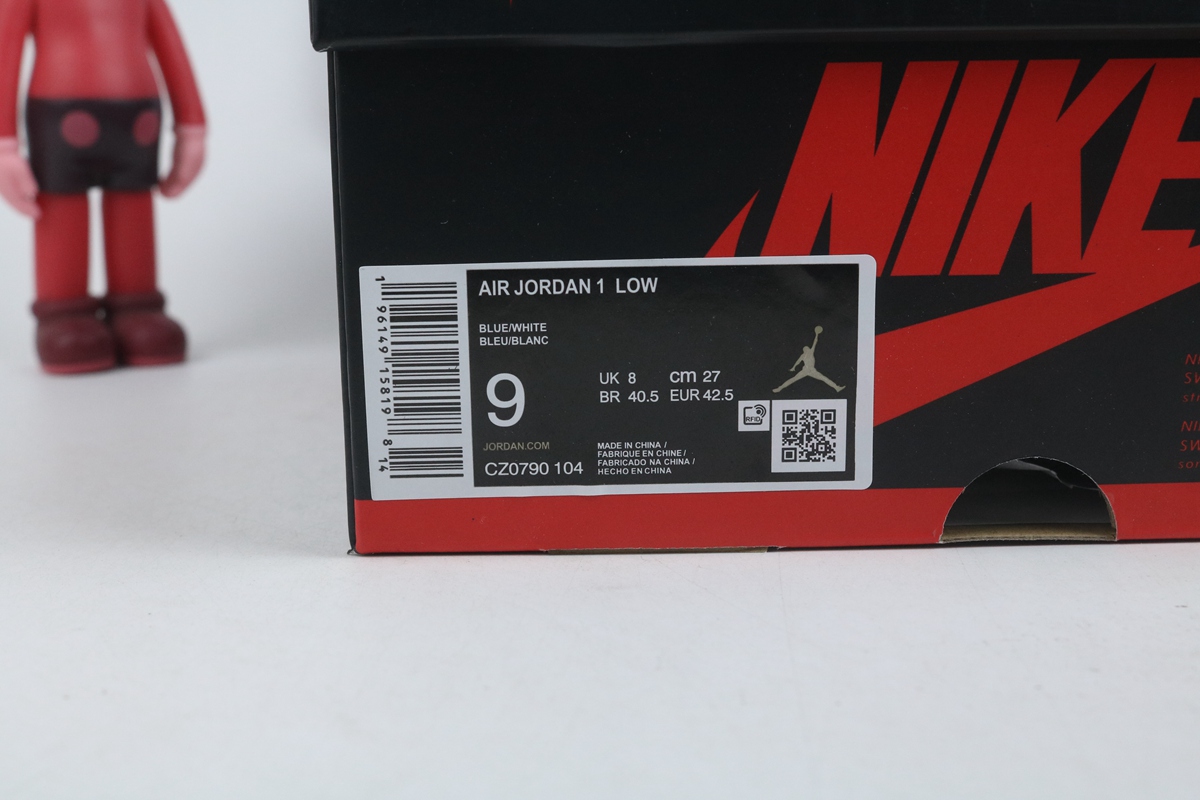 NIKE
AIR JORDAN 1 LOW
BLUE/WHITE
BLEU/BLANC
9
UK 8 cm 27
BR 40.5 EUR 42.5
RFID
JORDAN.COM
CZ0790 104
MADE IN CHINA /
FABRIQUE EN CHINE /
FABRICADO NA CHINA /
HECHO EN CHINA
1 96149 15819 8 14